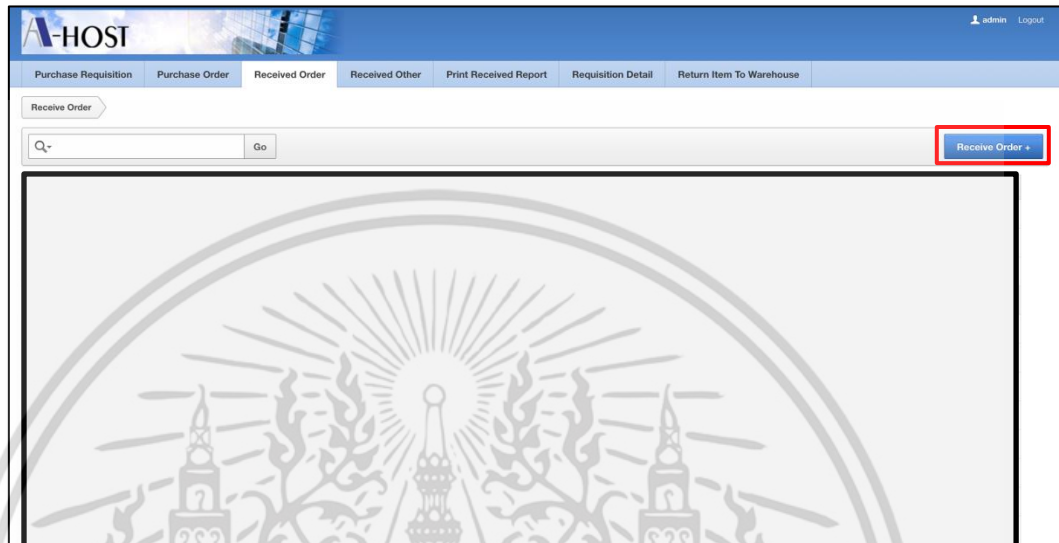 A-HOST
admin Logout
Purchase Requisition Purchase Order Received Order Received Other Print Received Report Requisition Detail Return Item To Warehouse
Receive Order
Go Receive Order +